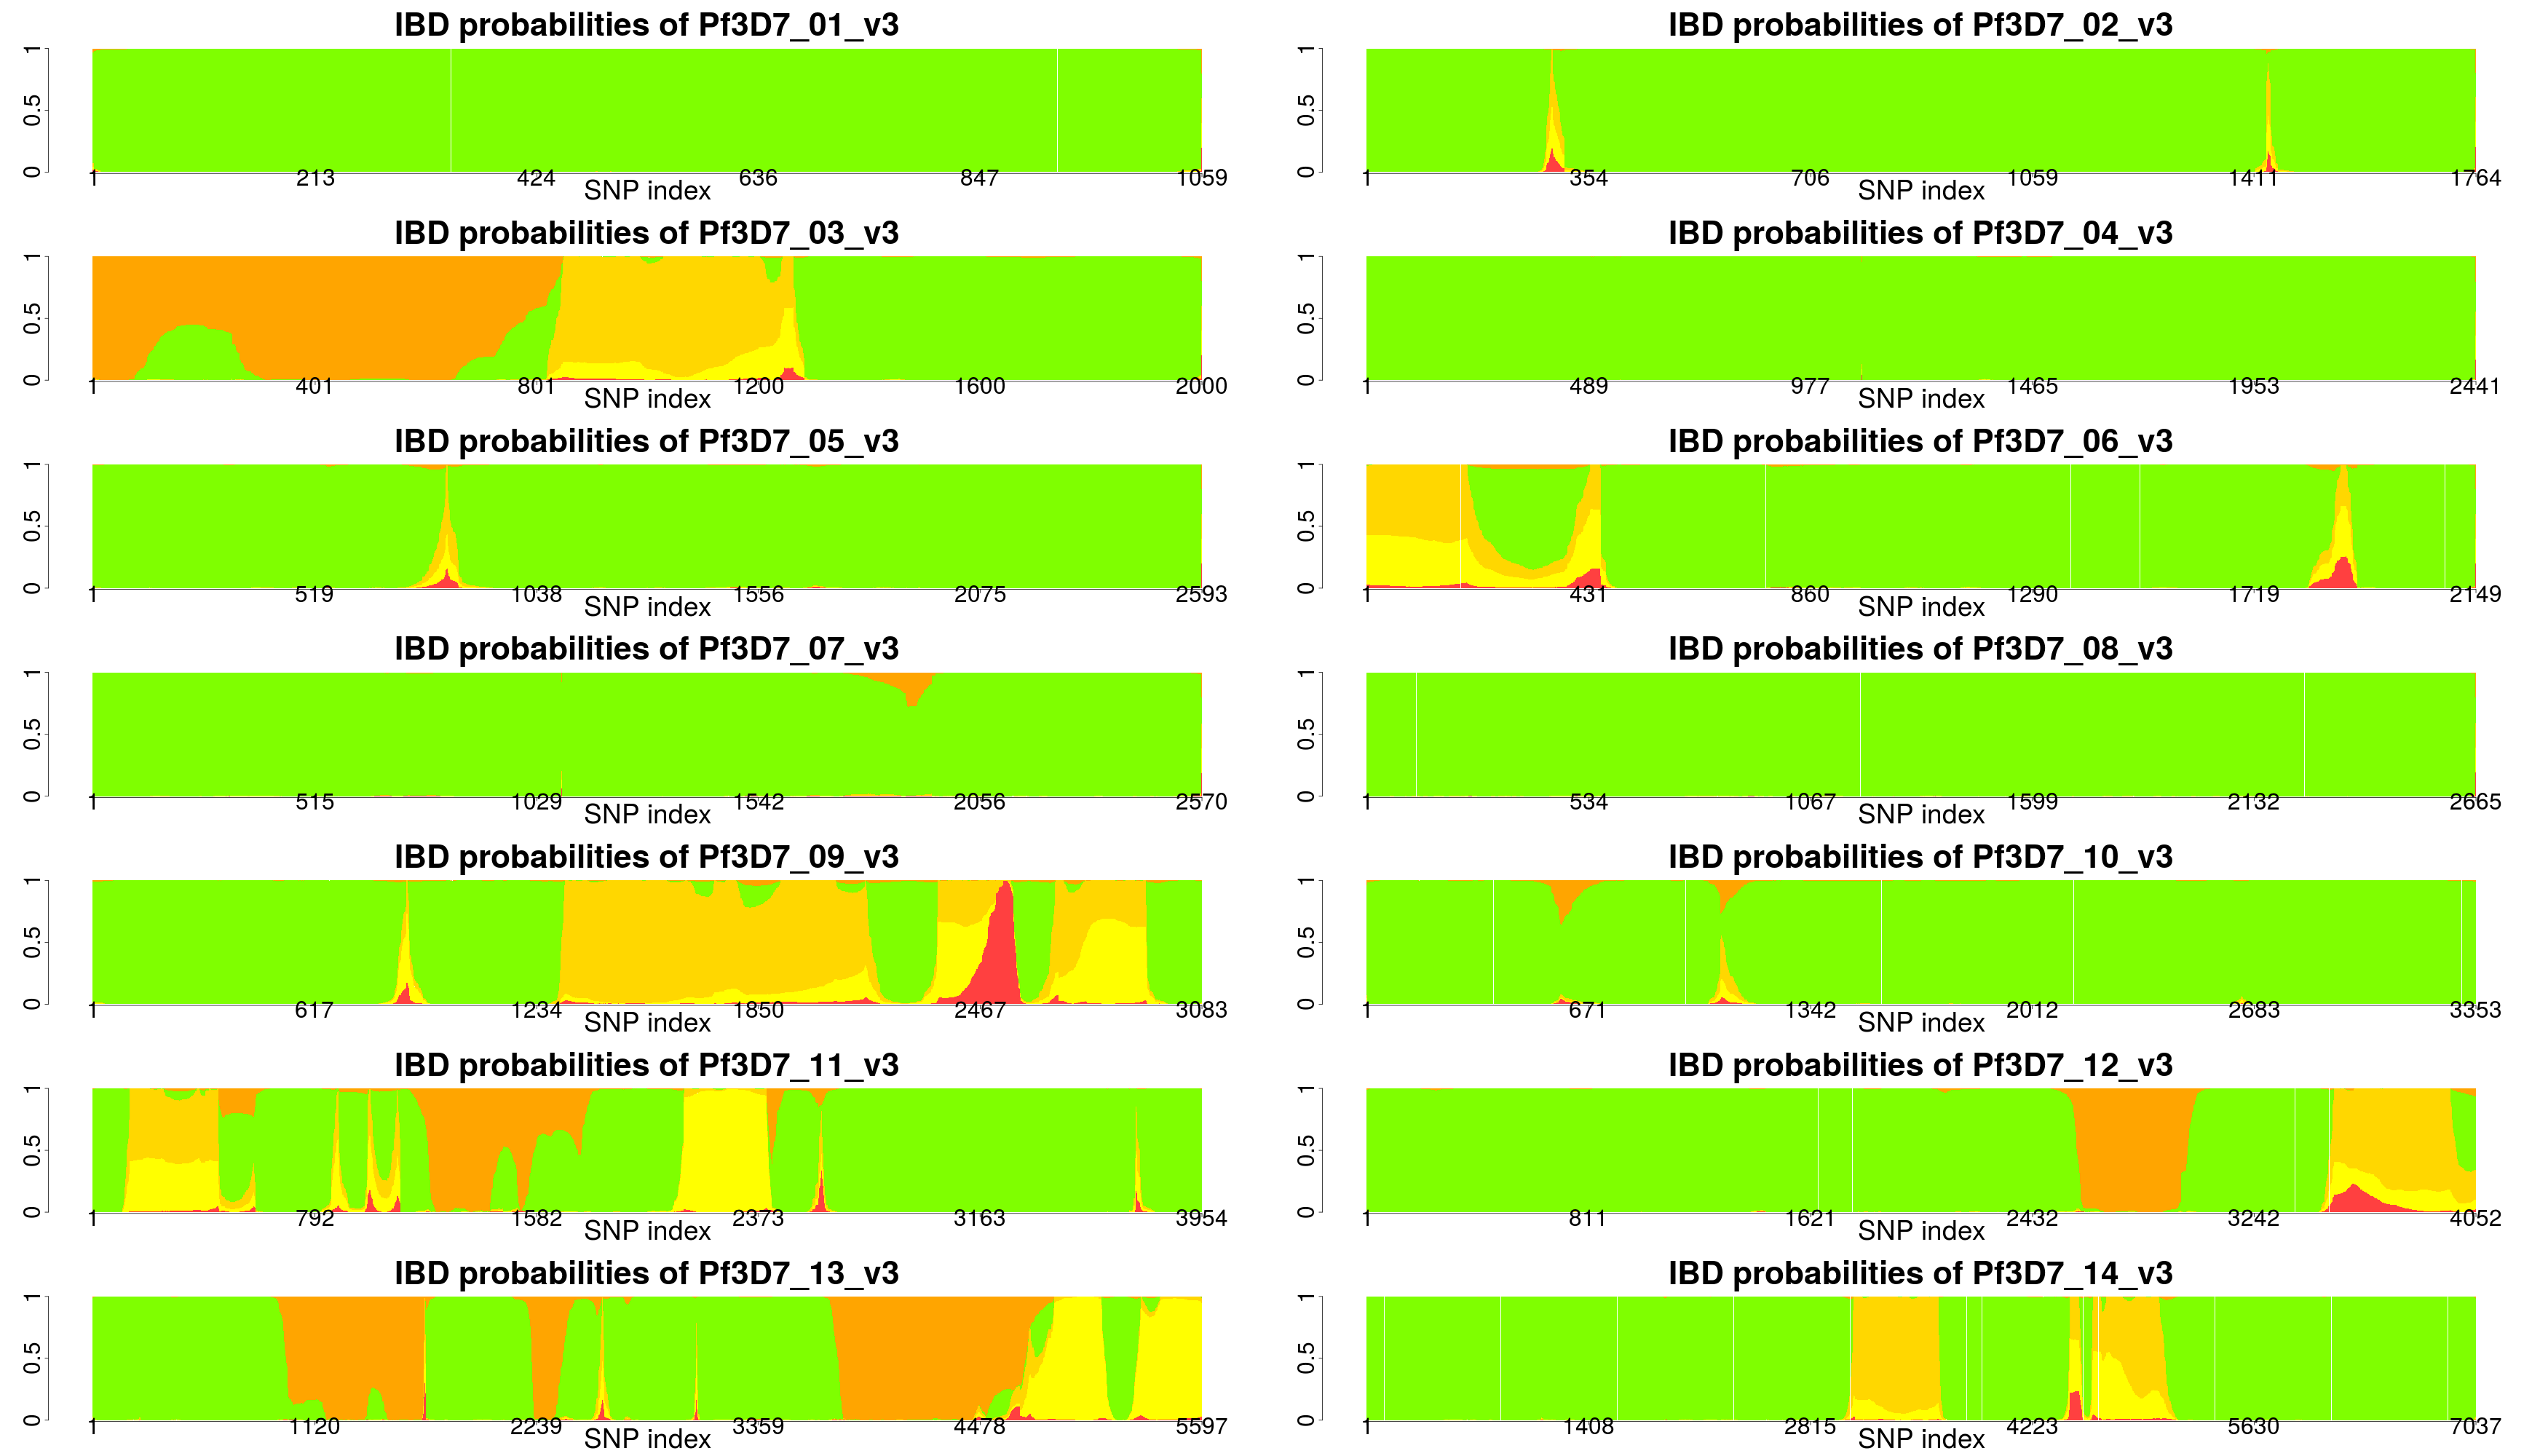 IBD probabilities of Pf3D7_01_v3
0 0.5 1
1 213 424 636 847 1059
SNP index
IBD probabilities of Pf3D7_02_v3
0 0.5 1
1 354 706 1059 1411 1764
SNP index
IBD probabilities of Pf3D7_03_v3
0 0.5 1
1 401 801 1200 1600 2000
SNP index
IBD probabilities of Pf3D7_04_v3
0 0.5 1
1 489 977 1465 1953 2441
SNP index
IBD probabilities of Pf3D7_05_v3
0 0.5 1
1 519 1038 1556 2075 2593
SNP index
IBD probabilities of Pf3D7_06_v3
0 0.5 1
1 431 860 1290 1719 2149
SNP index
IBD probabilities of Pf3D7_07_v3
0 0.5 1
1 515 1029 1542 2056 2570
SNP index
IBD probabilities of Pf3D7_08_v3
0 0.5 1
1 534 1067 1599 2132 2665
SNP index
IBD probabilities of Pf3D7_09_v3
0 0.5 1
1 617 1234 1850 2467 3083
SNP index
IBD probabilities of Pf3D7_10_v3
0 0.5 1
1 671 1342 2012 2683 3353
SNP index
IBD probabilities of Pf3D7_11_v3
0 0.5 1
1 792 1582 2373 3163 3954
SNP index
IBD probabilities of Pf3D7_12_v3
0 0.5 1
1 811 1621 2432 3242 4052
SNP index
IBD probabilities of Pf3D7_13_v3
0 0.5 1
1 1120 2239 3359 4478 5597
SNP index
IBD probabilities of Pf3D7_14_v3
0 0.5 1
1 1408 2815 4223 5630 7037
SNP index